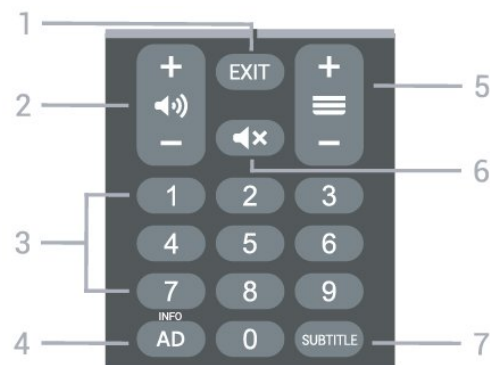 1
+ EXIT +
2
5
− −
6
1 2 3
3
4 5 6
7 8 9
INFO
4 AD 0 SUBTITLE 7